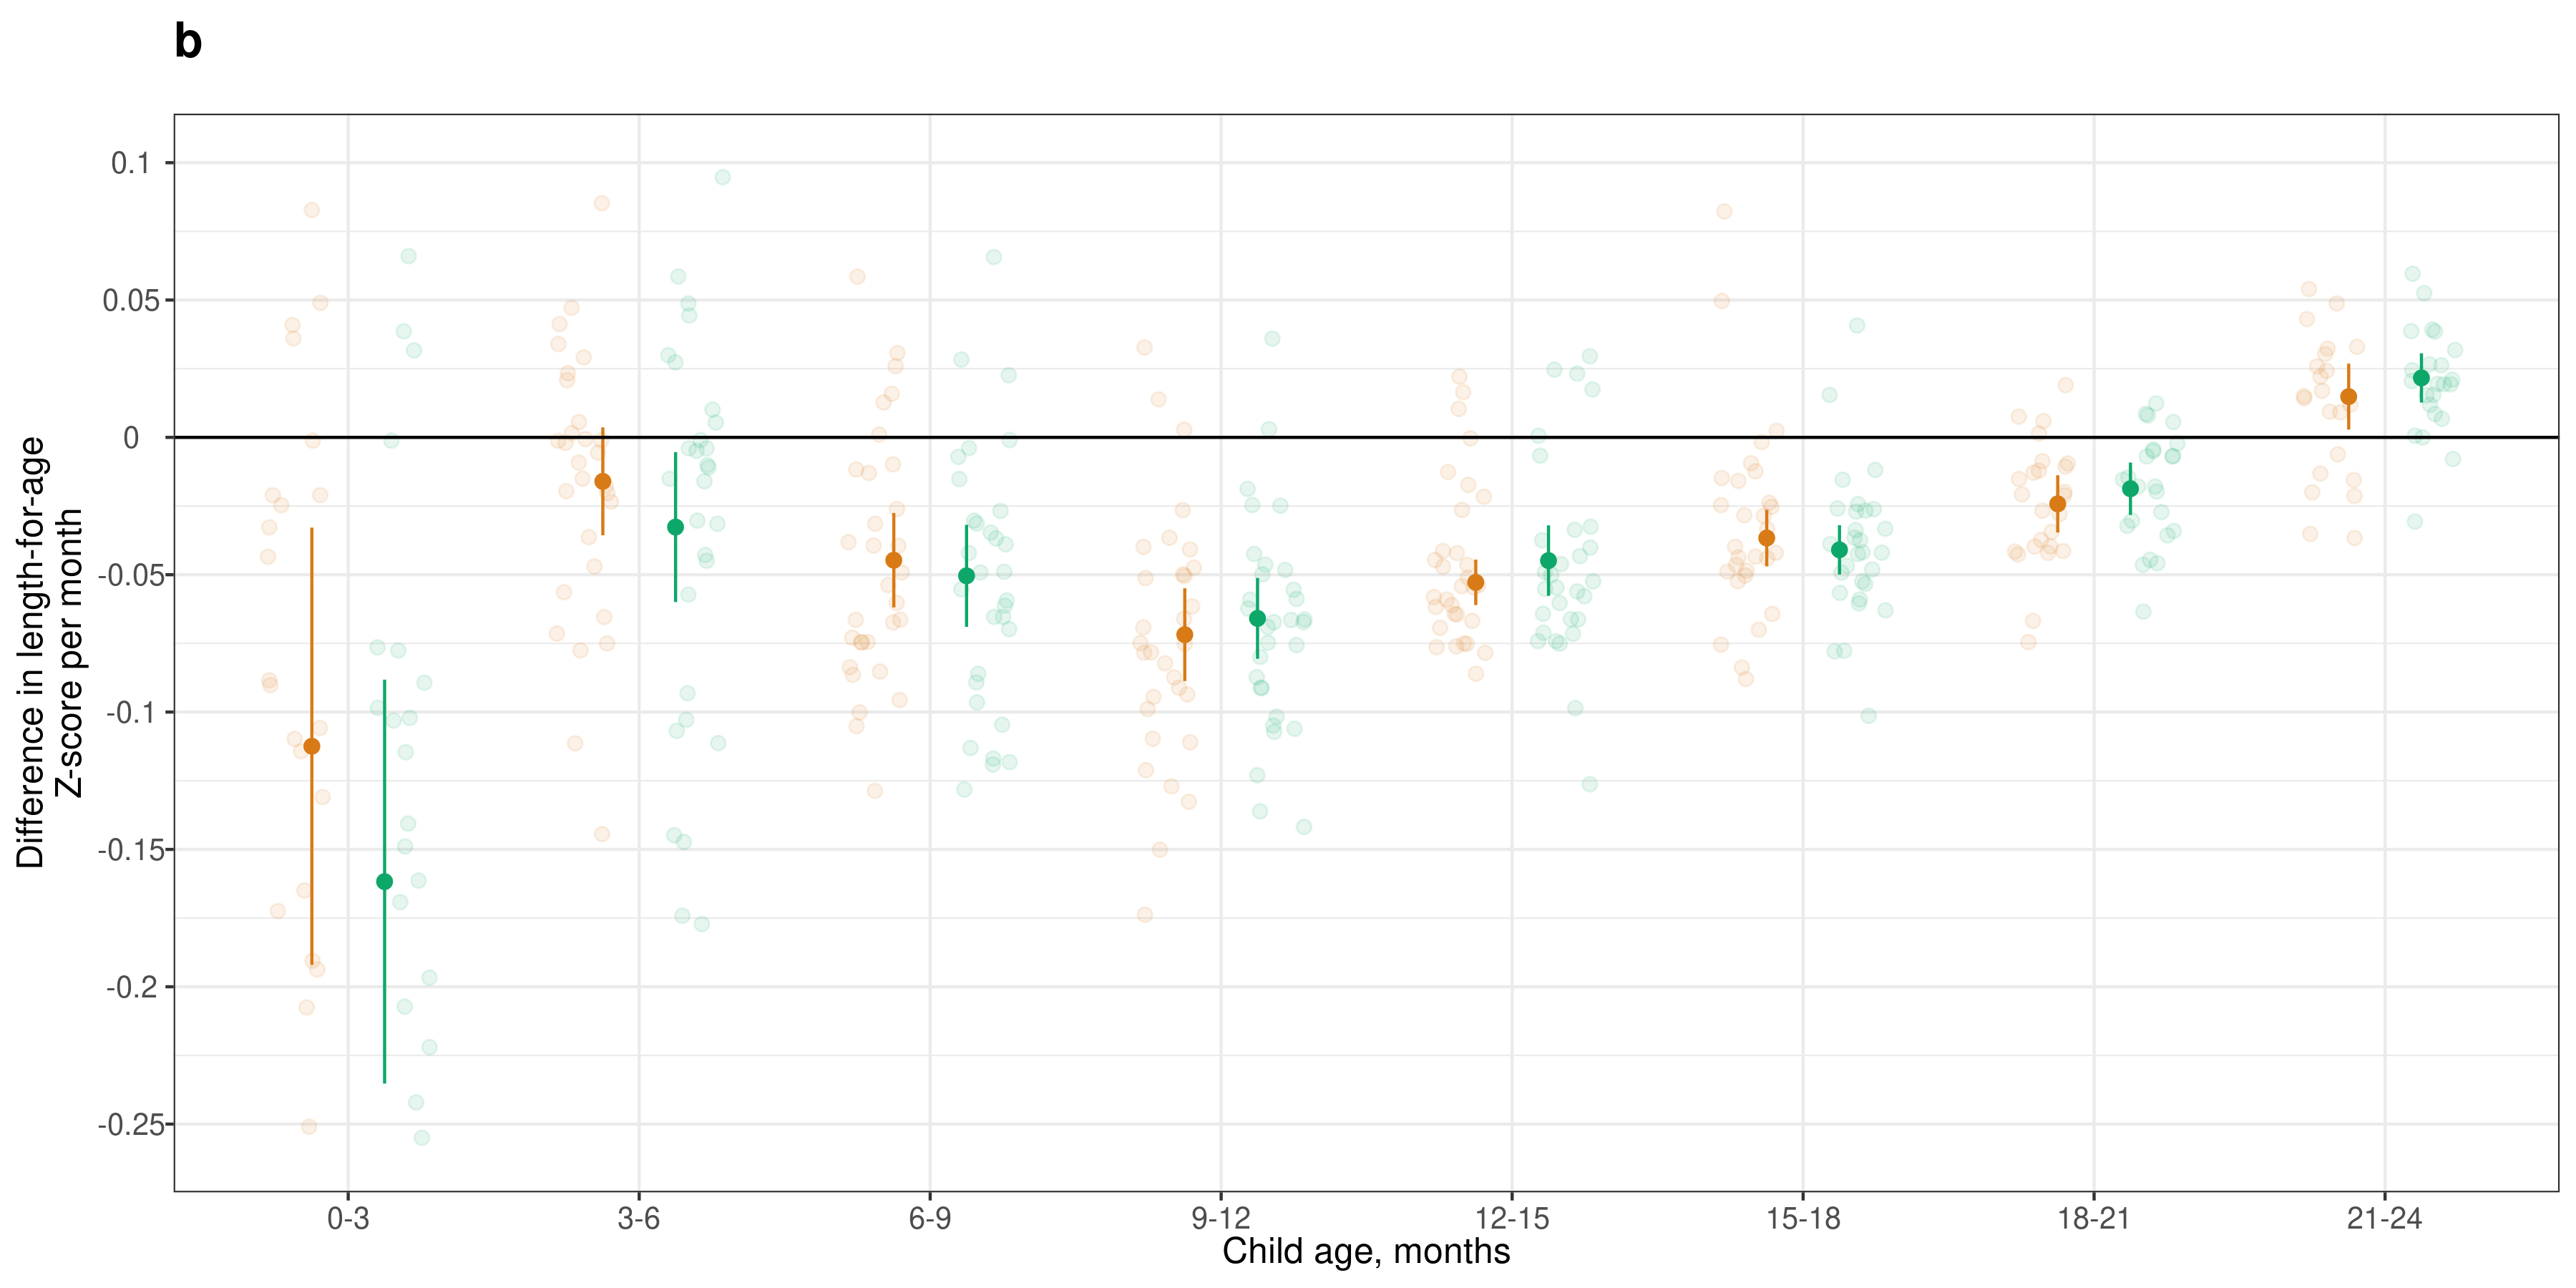 b
0.1
0.05
0
-0.05
-0.1
-0.15
-0.2
-0.25
Difference in length-for-age
Z-score per month
0-3 3-6 6-9 9-12 12-15 15-18 18-21 21-24
Child age, months